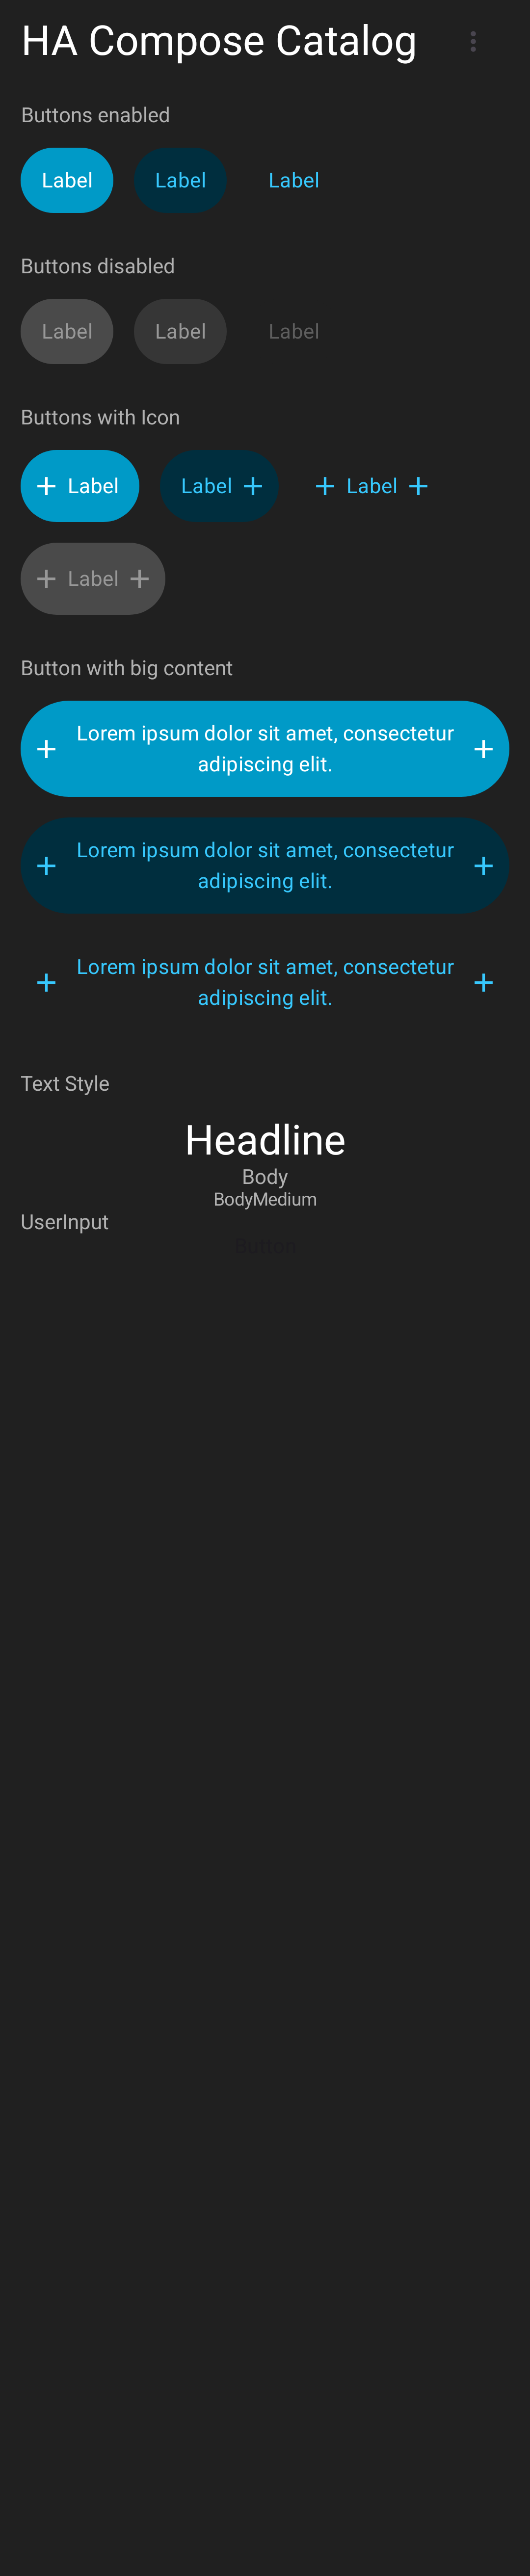 HA Compose Catalog
Buttons enabled
Label Label Label
Buttons disabled
Label Label Label
Buttons with Icon
Label Label Label
Label
Button with big content
Lorem ipsum dolor sit amet, consectetur
adipiscing elit.
Lorem ipsum dolor sit amet, consectetur
adipiscing elit.
Lorem ipsum dolor sit amet, consectetur
adipiscing elit.
Text Style
Headline
Body
BodyMedium
UserInput
Button